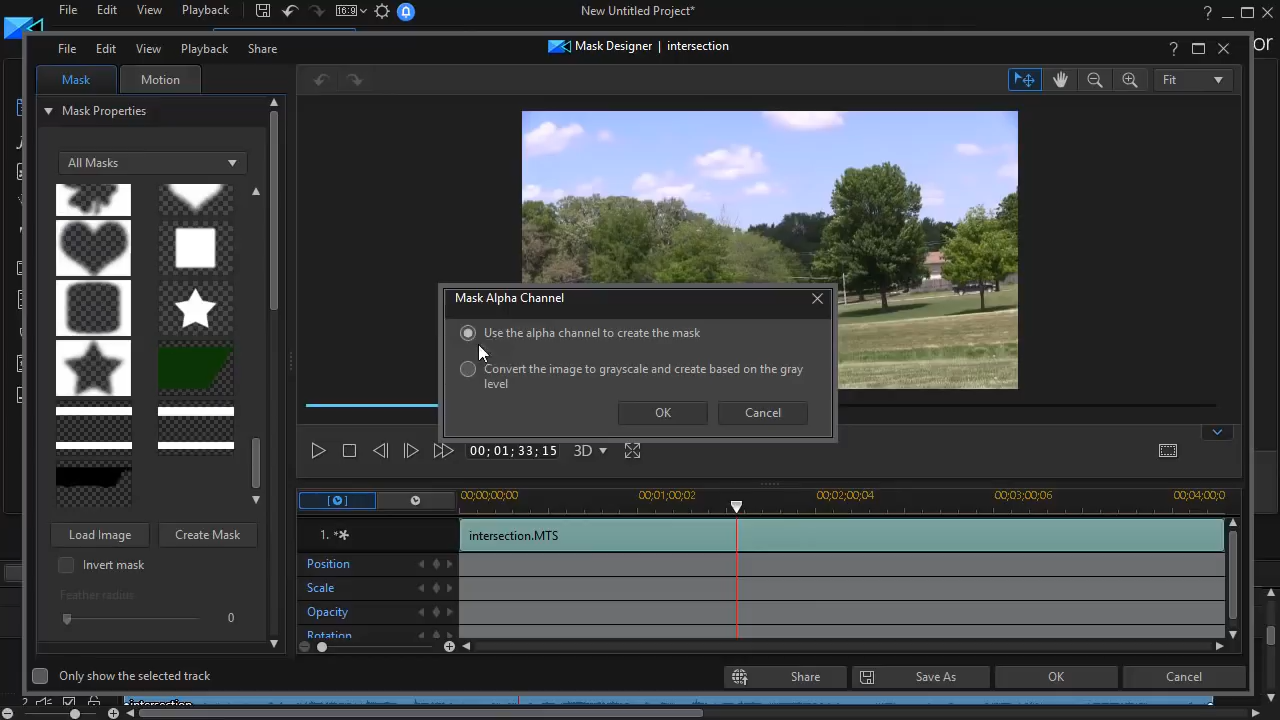 File Edit View Playback 16:9 New Untitled Project* ?
or
File Edit View Playback Share Mask Designer | intersection ?
Mask Motion Fit
Mask Properties
All Masks
Mask Alpha Channel
Use the alpha channel to create the mask
Convert the image to grayscale and create based on the gray
level
OK Cancel
00; 01; 33; 15 3D
00;00;00;00 00;01;00;02 00;02;00;04 00;03;00;06 00;04;00;0
Load Image Create Mask
1. intersection.MTS
Invert mask
Position
Scale
Feather radius
0
Opacity
Rotation
Only show the selected track Share Save As OK Cancel
2 intersection